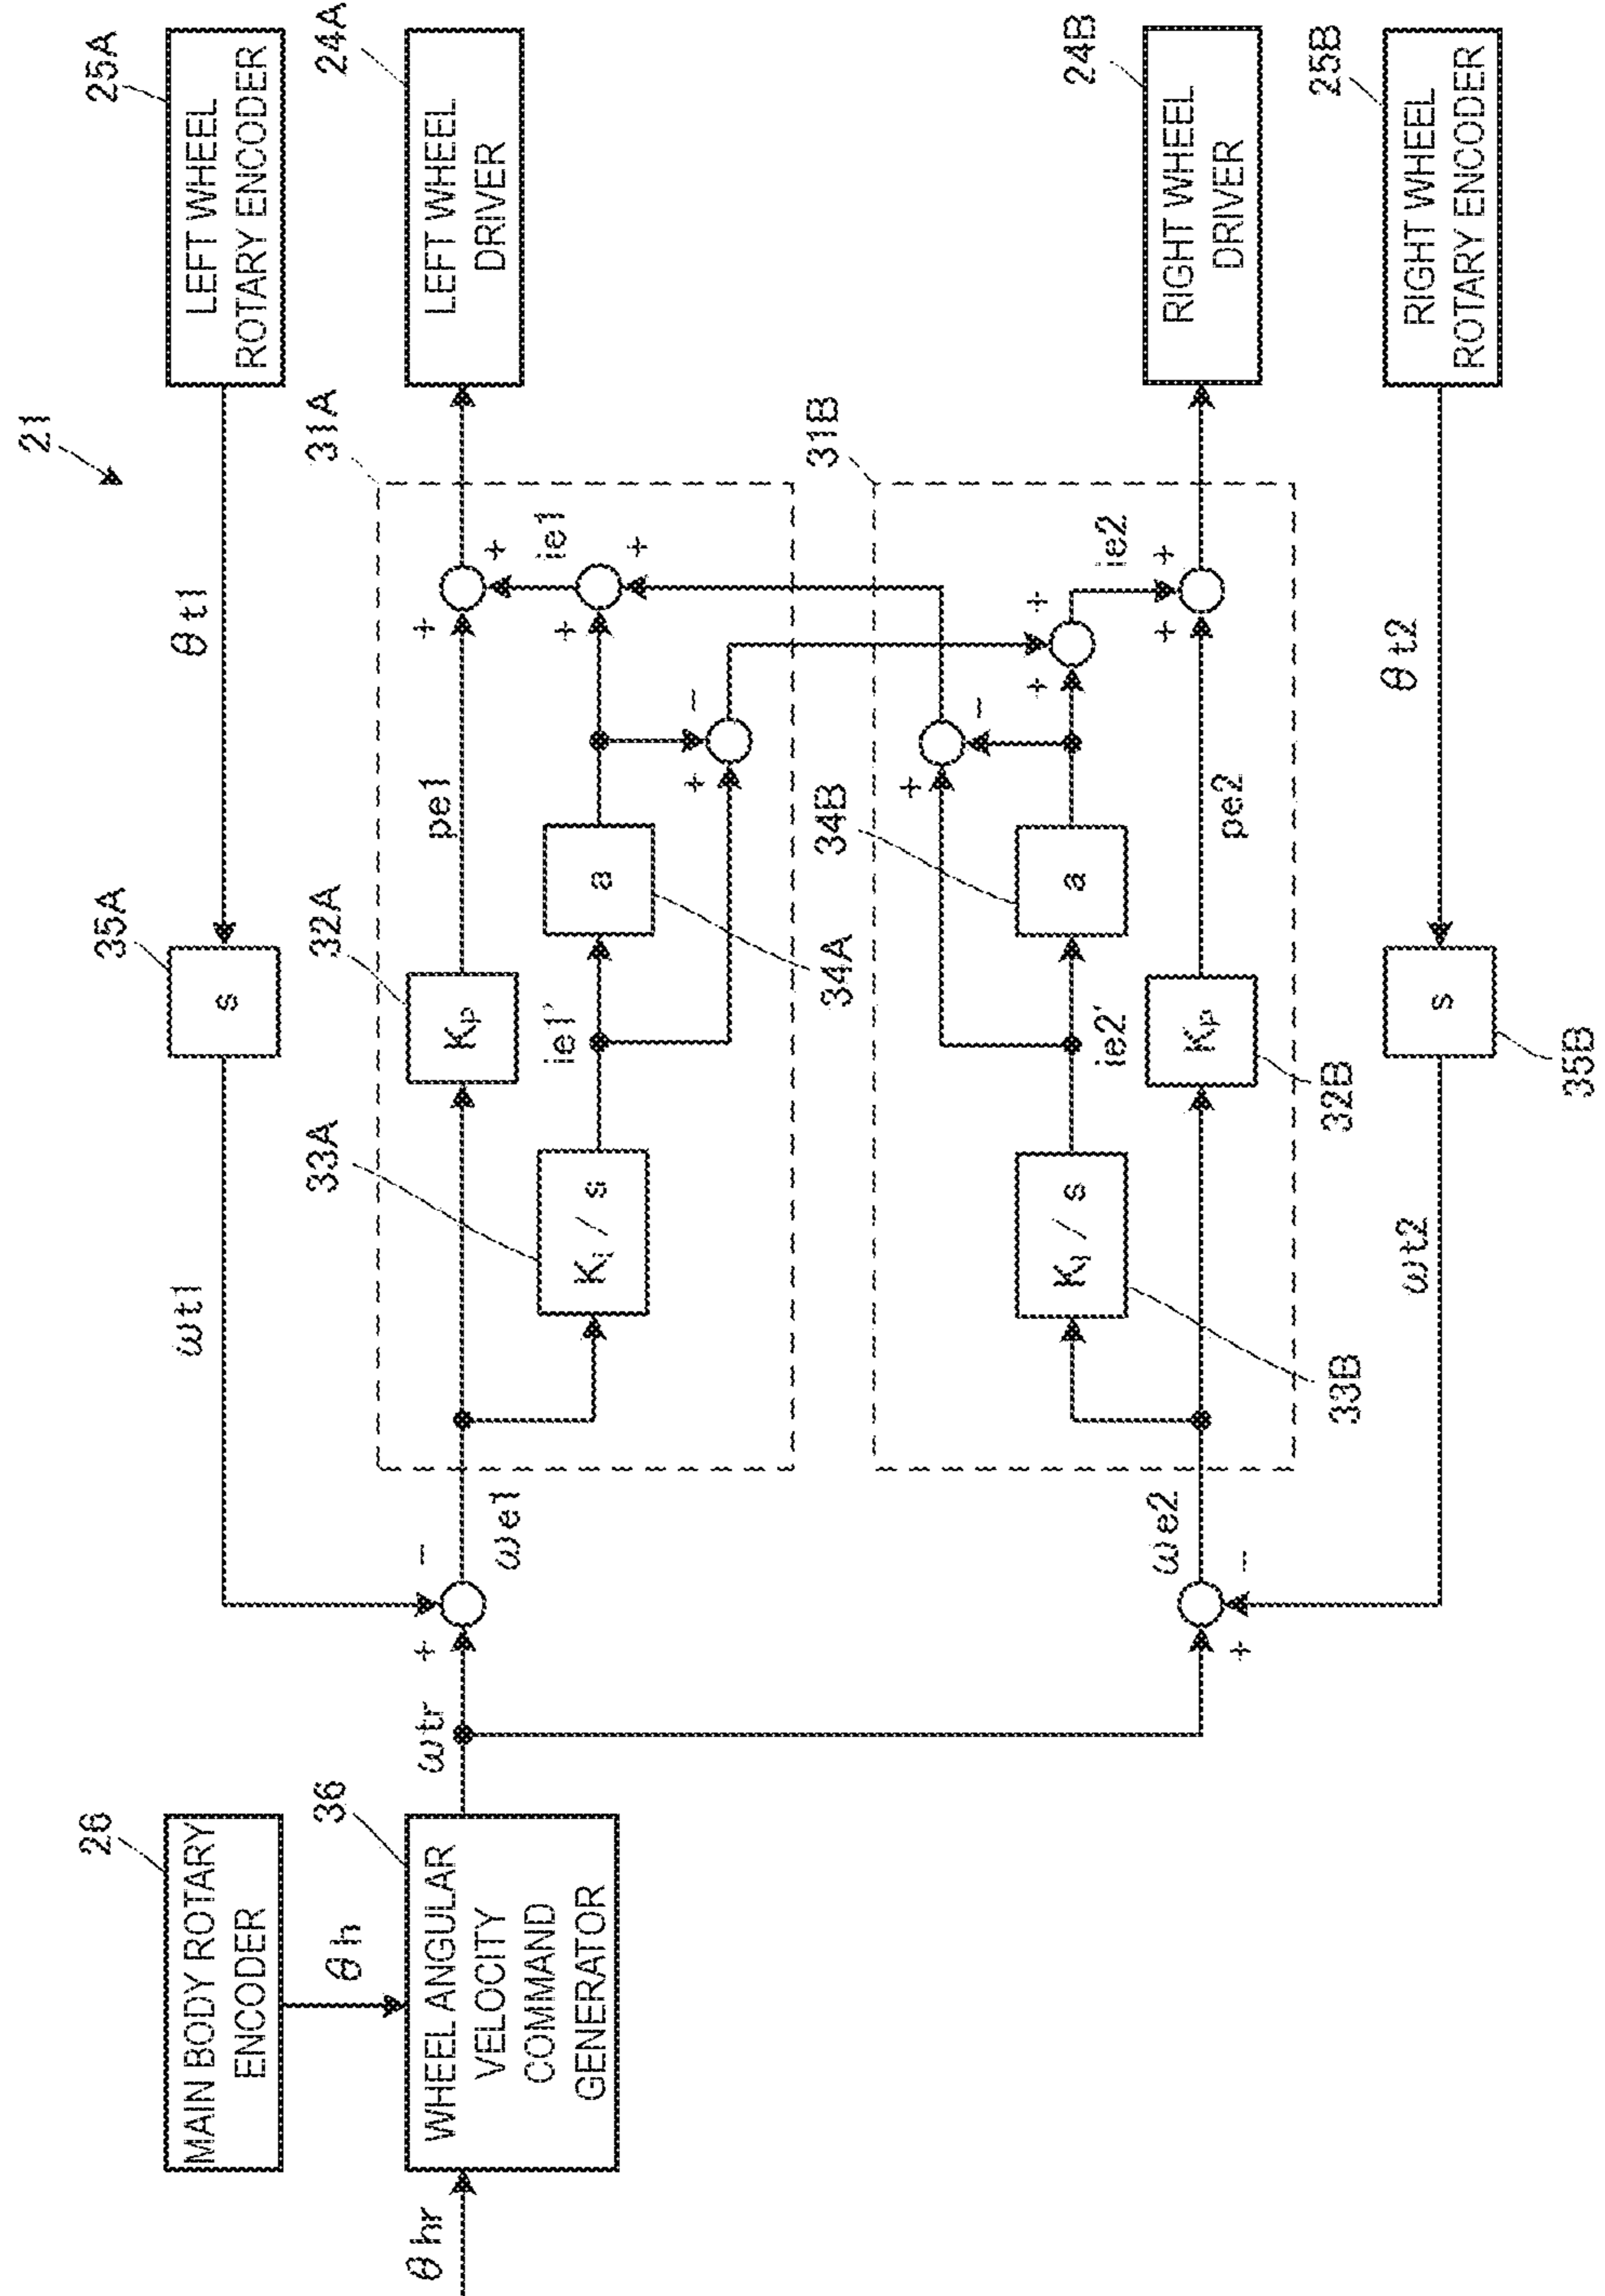 21
θt1
25A
LEFT WHEEL
ROTARY ENCODER
35A
s
ωt1
24A
LEFT WHEEL
DRIVER
31A
32A
Kp
pe1
33A
KI / s
ie1'
a
34A
ie1
+
+
+
+
+
−
26
MAIN BODY ROTARY
ENCODER
θh
36
WHEEL ANGULAR
VELOCITY
COMMAND
GENERATOR
θhr
ωtr
+
−
ωe1
31B
34B
a
+
−
+
+
ie2
KI / s
ie2'
33B
24B
RIGHT WHEEL
DRIVER
ωe2
Kp
32B
pe2
+
+
+
−
25B
RIGHT WHEEL
ROTARY ENCODER
θt2
s
35B
ωt2